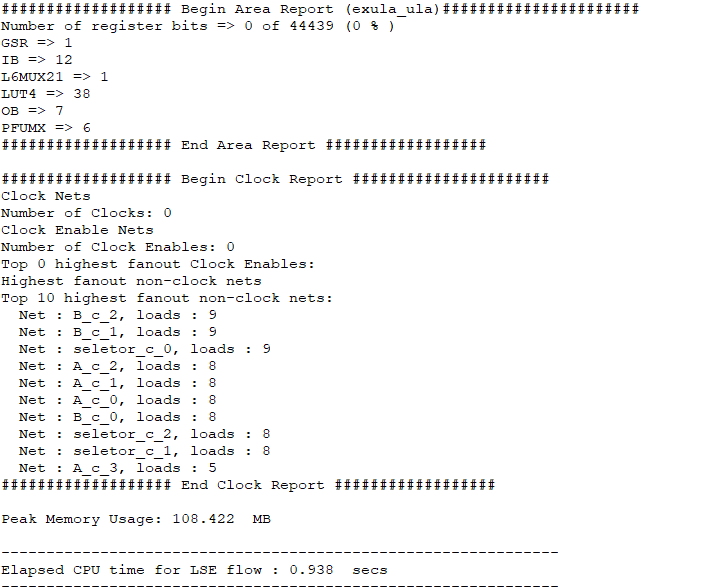 ################### Begin Area Report (exula_ula)######################
Number of register bits => 0 of 44439 (0 % )
GSR => 1
IB => 12
L6MUX21 => 1
LUT4 => 38
OB => 7
PFUMX => 6
################### End Area Report ##################
################### Begin Clock Report ######################
Clock Nets
Number of Clocks: 0
Clock Enable Nets
Number of Clock Enables: 0
Top 0 highest fanout Clock Enables:
Highest fanout non-clock nets
Top 10 highest fanout non-clock nets:
Net : B_c_2, loads : 9
Net : B_c_1, loads : 9
Net : seletor_c_0, loads : 9
Net : A_c_2, loads : 8
Net : A_c_1, loads : 8
Net : A_c_0, loads : 8
Net : B_c_0, loads : 8
Net : seletor_c_2, loads : 8
Net : seletor_c_1, loads : 8
Net : A_c_3, loads : 5
################### End Clock Report ##################
Peak Memory Usage: 108.422  MB
--------------------------------------------------------------
Elapsed CPU time for LSE flow : 0.938  secs
--------------------------------------------------------------